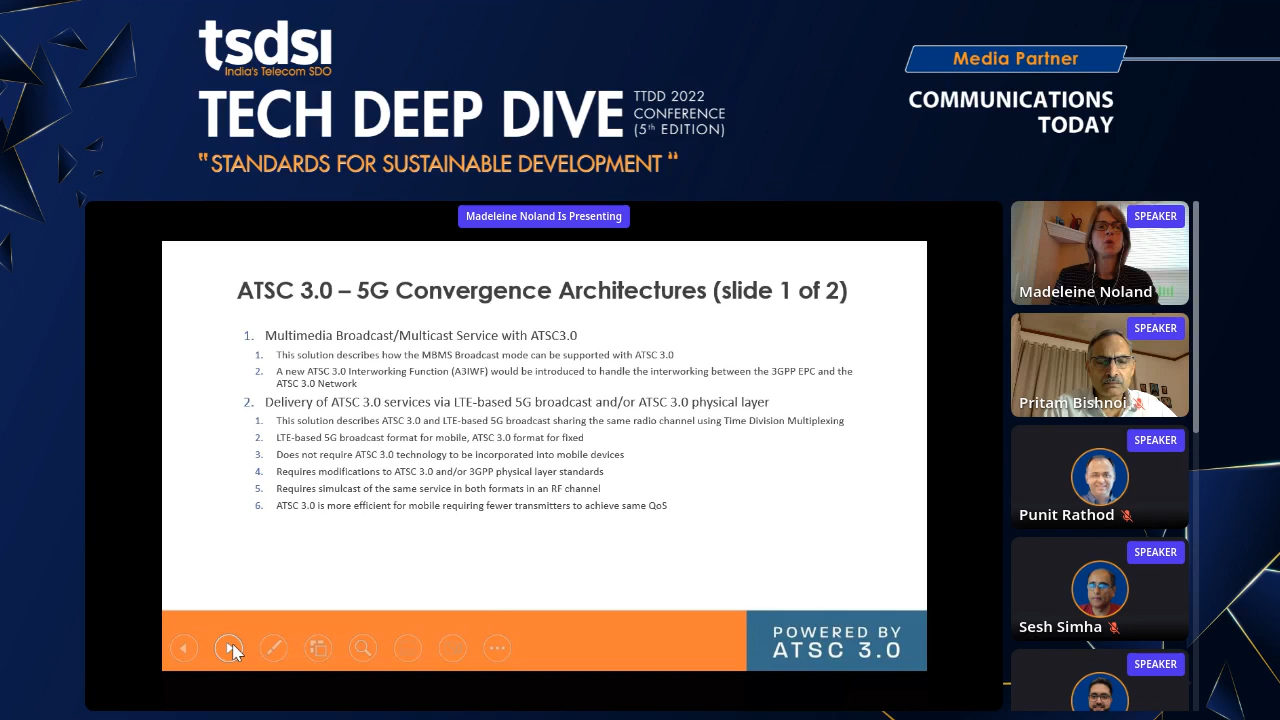 tsdsı
India's Telecom SDO
TECH DEEP DIVE
TTDD 2022
CONFERENCE
(5th EDITION)
"STANDARDS FOR SUSTAINABLE DEVELOPMENT"
Media Partner
COMMUNICATIONS
TODAY
Madeleine Noland Is Presenting
ATSC 3.0 – 5G Convergence Architectures (slide 1 of 2)
1. Multimedia Broadcast/Multicast Service with ATSC3.0
1. This solution describes how the MBMS Broadcast mode can be supported with ATSC 3.0
2. A new ATSC 3.0 Interworking Function (A3IWF) would be introduced to handle the interworking between the 3GPP EPC and the
ATSC 3.0 Network
2. Delivery of ATSC 3.0 services via LTE-based 5G broadcast and/or ATSC 3.0 physical layer
1. This solution describes ATSC 3.0 and LTE-based 5G broadcast sharing the same radio channel using Time Division Multiplexing
2. LTE-based 5G broadcast format for mobile, ATSC 3.0 format for fixed
3. Does not require ATSC 3.0 technology to be incorporated into mobile devices
4. Requires modifications to ATSC 3.0 and/or 3GPP physical layer standards
5. Requires simulcast of the same service in both formats in an RF channel
6. ATSC 3.0 is more efficient for mobile requiring fewer transmitters to achieve same QoS
POWERED BY
ATSC 3.0
SPEAKER
Madeleine Noland
SPEAKER
Pritam Bishnoi
SPEAKER
Punit Rathod
SPEAKER
Sesh Simha
SPEAKER